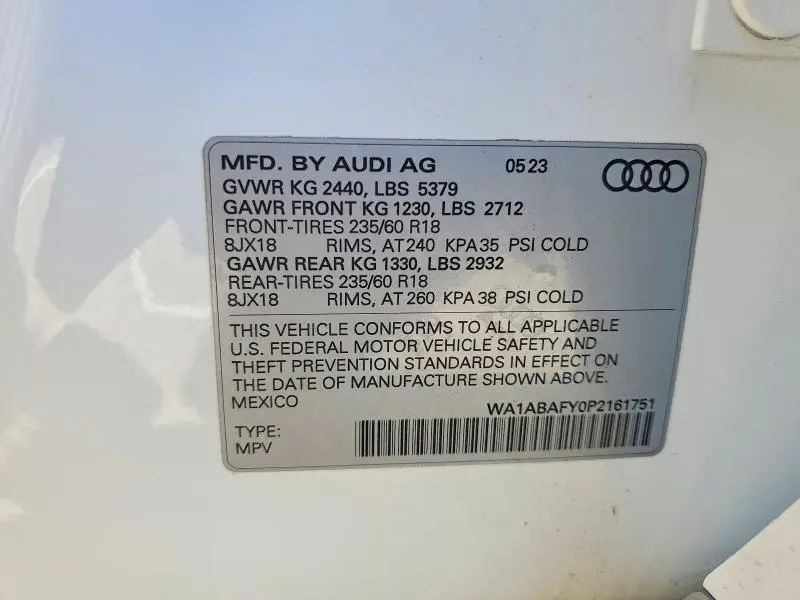 MFD. BY AUDI AG 05 23
GVWR KG 2440, LBS 5379
GAWR FRONT KG 1230, LBS 2712
FRONT-TIRES 235/60 R18
8JX18 RIMS, AT 240 KPA 35 PSI COLD
GAWR REAR KG 1330, LBS 2932
REAR-TIRES 235/60 R18
8JX18 RIMS, AT 260 KPA 38 PSI COLD
THIS VEHICLE CONFORMS TO ALL APPLICABLE
U.S. FEDERAL MOTOR VEHICLE SAFETY AND
THEFT PREVENTION STANDARDS IN EFFECT ON
THE DATE OF MANUFACTURE SHOWN ABOVE.
MEXICO WA1ABAFY0P2161751
TYPE:
MPV